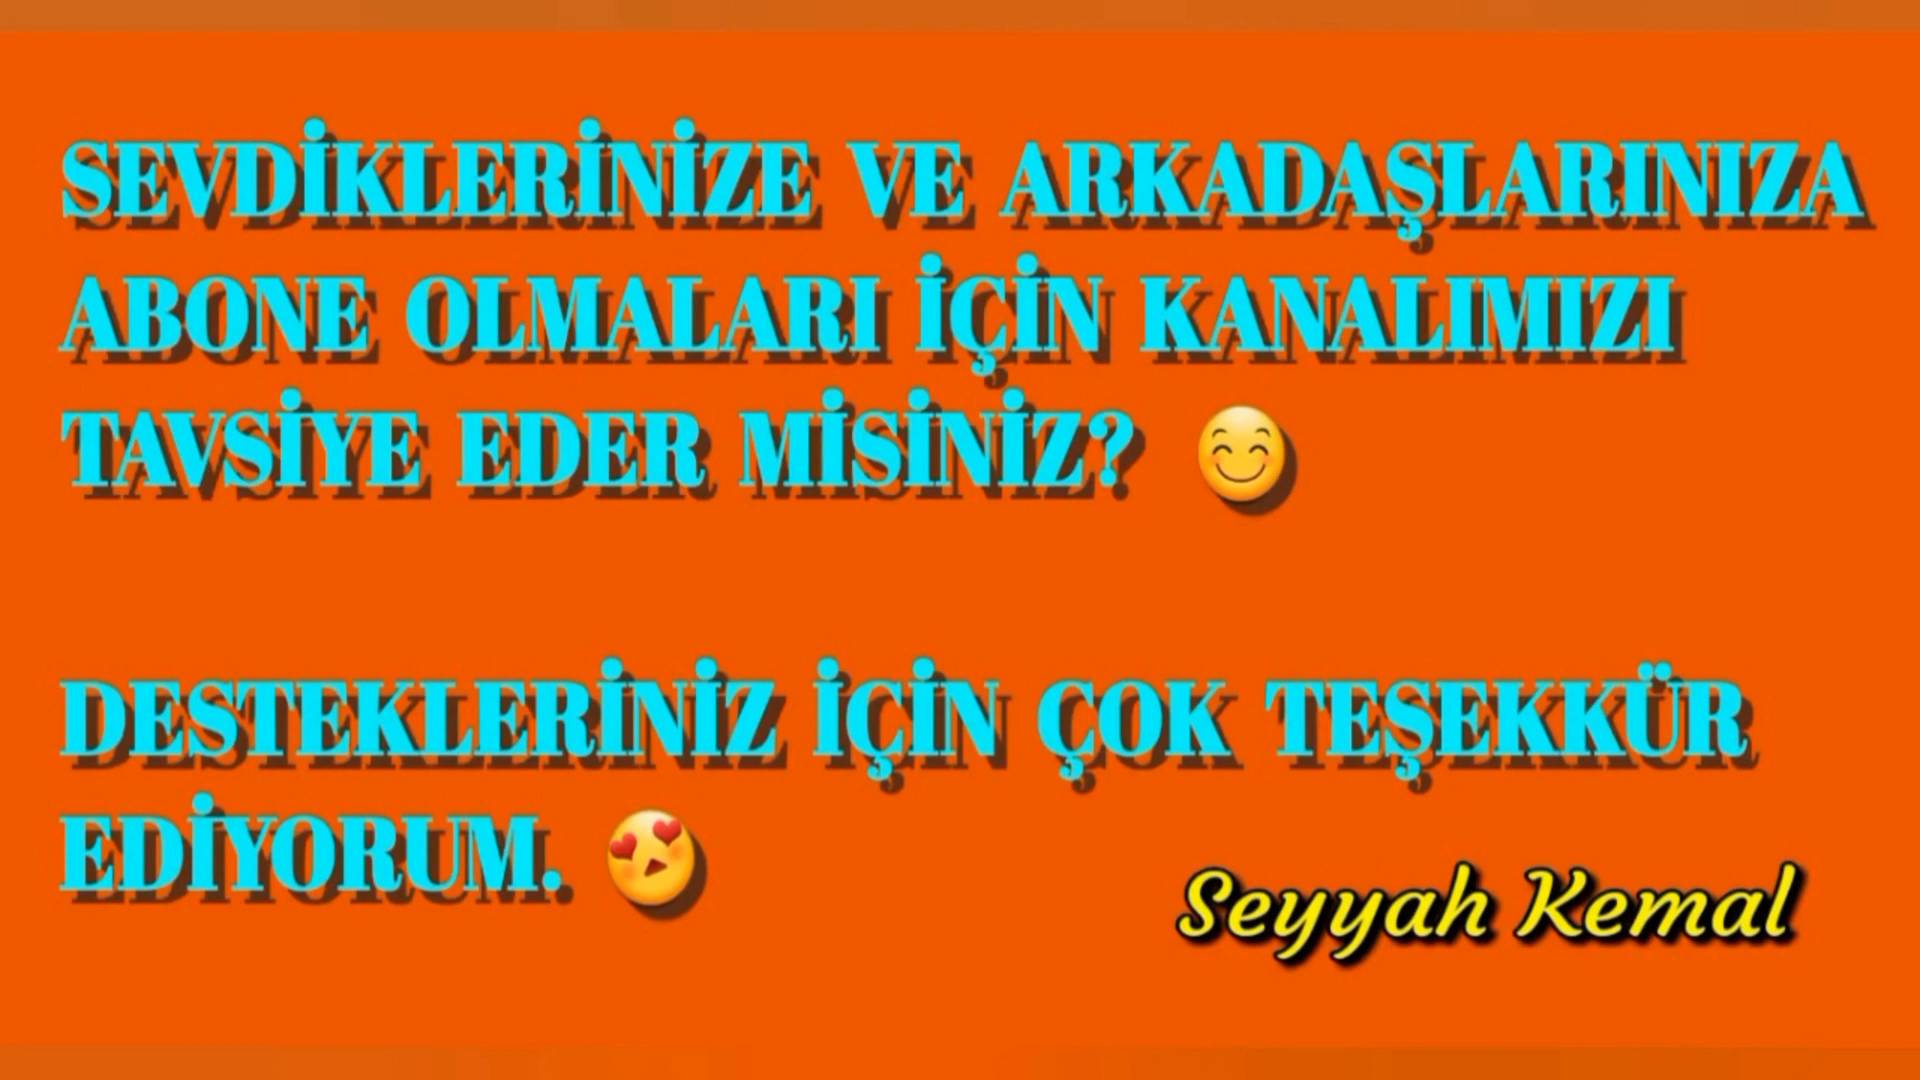 SEVDİKLERİNİZE VE ARKADAŞLARINIZA
ABONE OLMALARI İÇİN KANALIMIZI
TAVSİYE EDER MİSİNİZ? 😊
DESTEKLERİNİZ İÇİN ÇOK TEŞEKKÜR
EDİYORUM. 😍
Seyyah Kemal